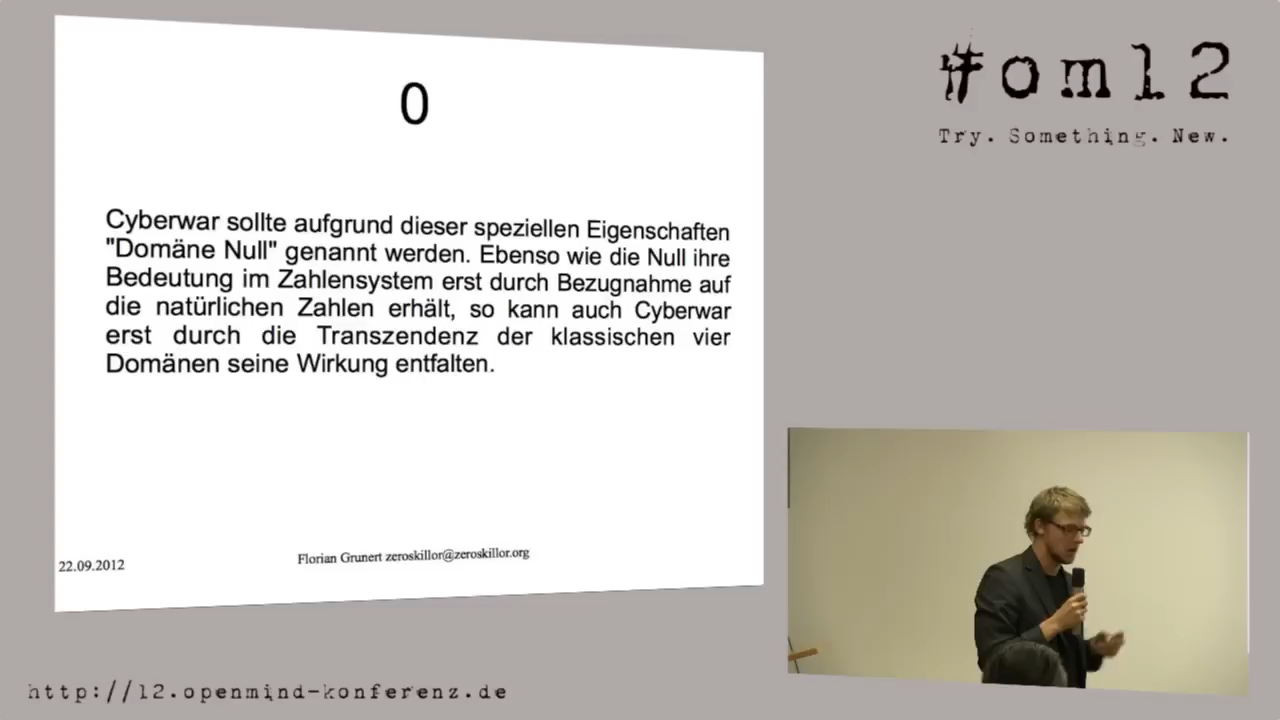 0
Cyberwar sollte aufgrund dieser speziellen Eigenschaften
"Domäne Null" genannt werden. Ebenso wie die Null ihre
Bedeutung im Zahlensystem erst durch Bezugnahme auf
die natürlichen Zahlen erhält, so kann auch Cyberwar
erst durch die Transzendenz der klassischen vier
Domänen seine Wirkung entfalten.
22.09.2012
Florian Grunert zeroskillor@zeroskillor.org
#om12
Try. Something. New.
http://12.openmind-konferenz.de